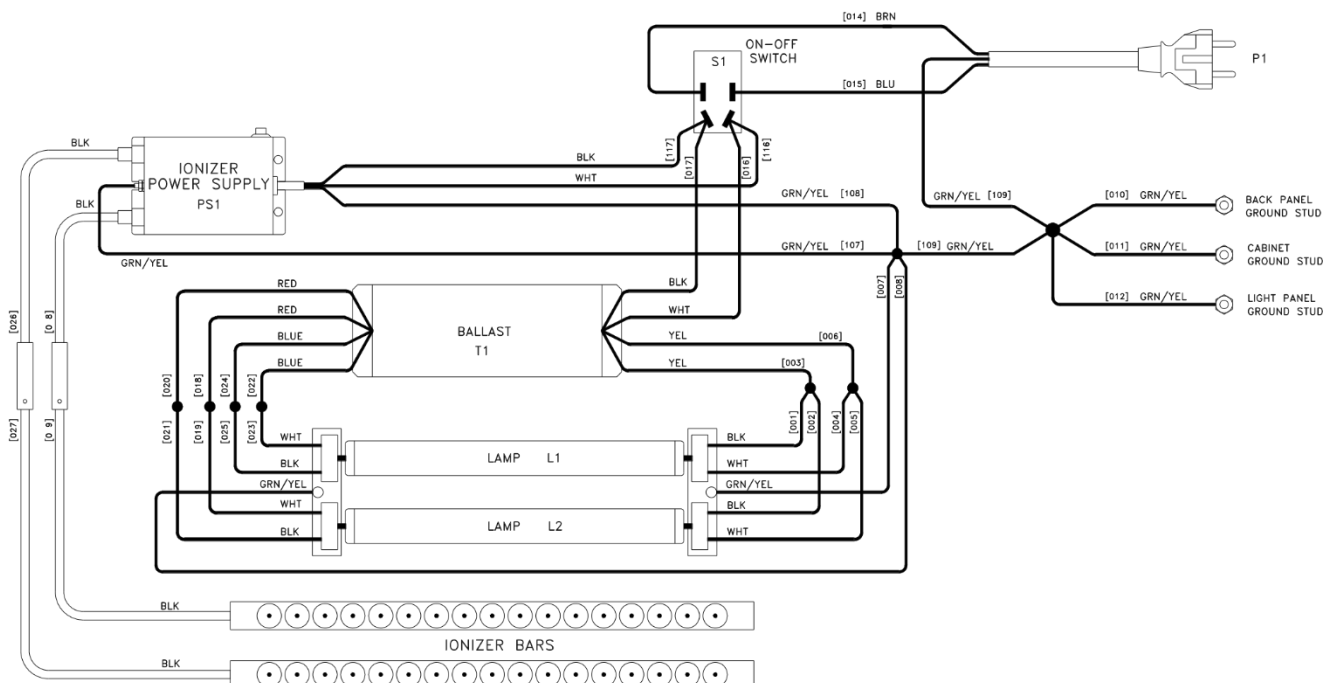 [014] BRN
ON-OFF
SWITCH
S1
P1
[015] BLU
BLK
IONIZER
POWER SUPPLY
PS1
BLK
WHT
[117]
[017]
[016]
[116]
BLK
GRN/YEL [108]
GRN/YEL [109]
[010] GRN/YEL
BACK PANEL
GROUND STUD
GRN/YEL
GRN/YEL [107]
[109] GRN/YEL
[011] GRN/YEL
CABINET
GROUND STUD
[007]
[008]
[012] GRN/YEL
LIGHT PANEL
GROUND STUD
RED
RED
BLUE
BLUE
BALLAST
T1
BLK
WHT
YEL
YEL
[006]
[003]
[026]
[0 8]
[020]
[018]
[024]
[022]
[027]
[0 9]
[021]
[019]
[025]
[023]
[001]
[002]
[004]
[005]
WHT
BLK
GRN/YEL
WHT
BLK
LAMP L1
LAMP L2
BLK
WHT
GRN/YEL
BLK
WHT
BLK
IONIZER BARS
BLK